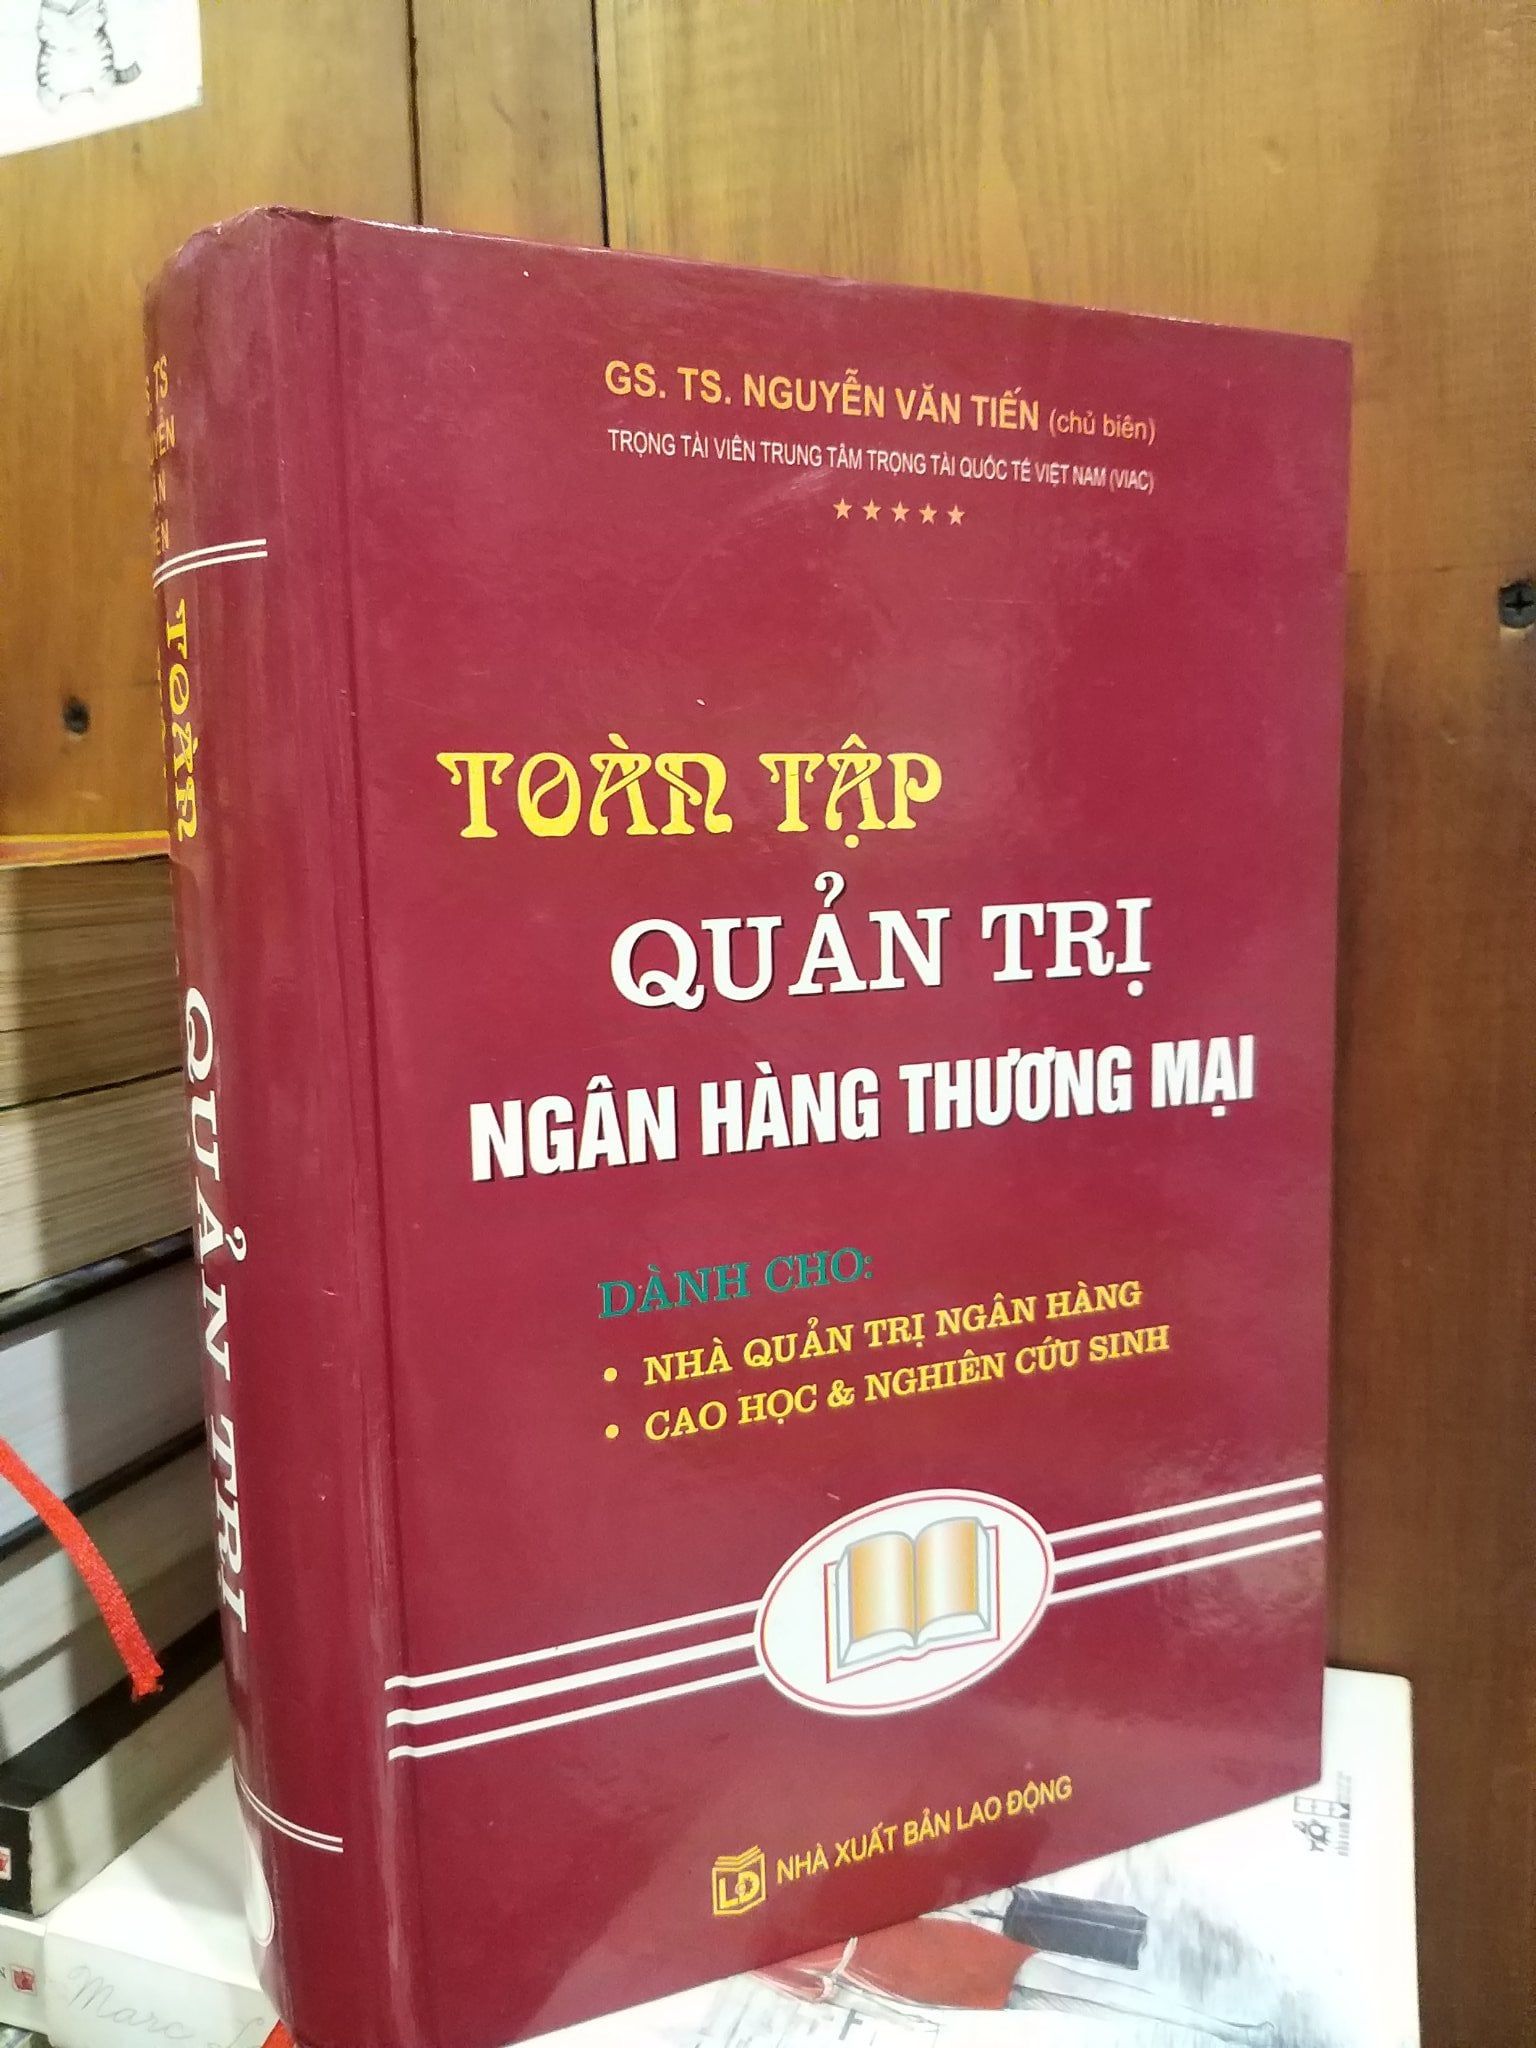 GS. TS. NGUYỄN VĂN TIẾN (chủ biên)
TRỌNG TÀI VIÊN TRUNG TÂM TRỌNG TÀI QUỐC TẾ VIỆT NAM (VIAC)
TOÀN TẬP
QUẢN TRỊ
NGÂN HÀNG THƯƠNG MẠI
DÀNH CHO:
• NHÀ QUẢN TRỊ NGÂN HÀNG
• CAO HỌC & NGHIÊN CỨU SINH
LĐ NHÀ XUẤT BẢN LAO ĐỘNG
TOÀN
QUẢN TRỊ
Marc